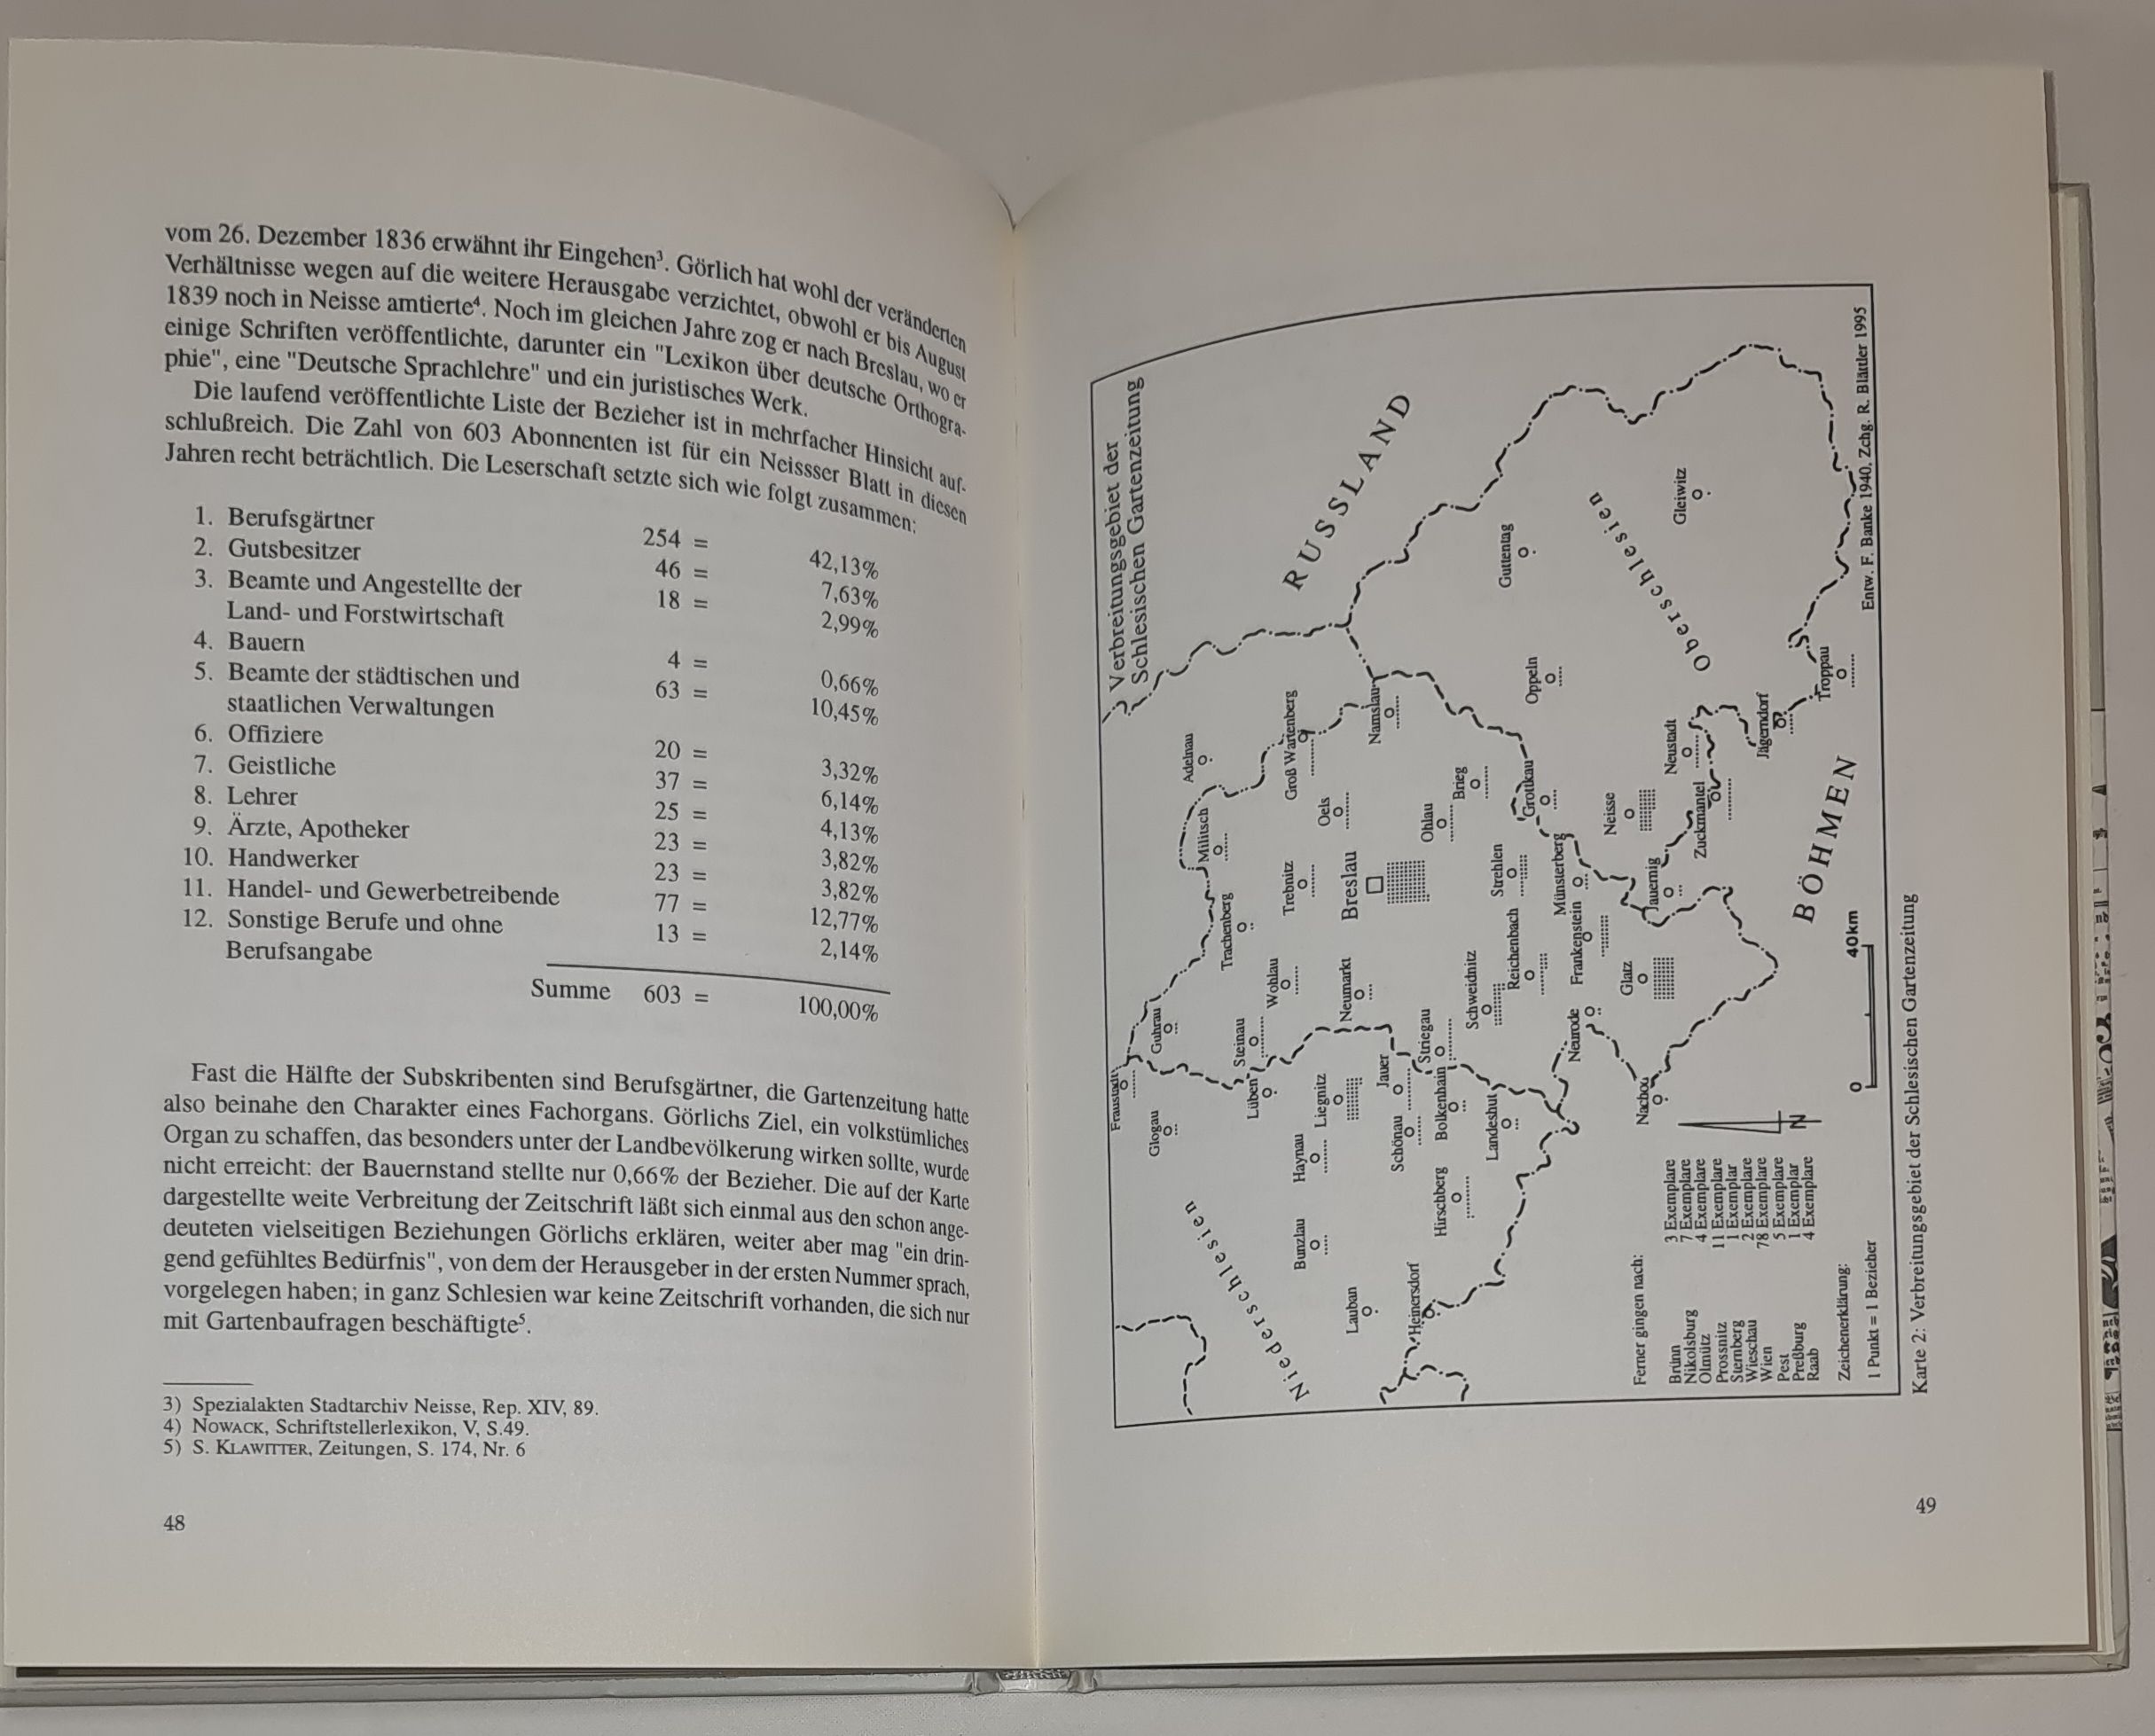 vom 26. Dezember 1836 erwähnt ihr Eingehen³. Görlich hat wohl der veränderten
Verhältnisse wegen auf die weitere Herausgabe verzichtet, obwohl er bis August
1839 noch in Neisse amtierte⁴. Noch im gleichen Jahre zog er nach Breslau, wo er
einige Schriften veröffentlichte, darunter ein "Lexikon über deutsche Orthogra-
phie", eine "Deutsche Sprachlehre" und ein juristisches Werk.
Die laufend veröffentlichte Liste der Bezieher ist in mehrfacher Hinsicht auf-
schlußreich. Die Zahl von 603 Abonnenten ist für ein Neissser Blatt in diesen
Jahren recht beträchtlich. Die Leserschaft setzte sich wie folgt zusammen:
1. Berufsgärtner 254 = 42,13%
2. Gutsbesitzer 46 = 7,63%
3. Beamte und Angestellte der 18 = 2,99%
Land- und Forstwirtschaft
4. Bauern 4 = 0,66%
5. Beamte der städtischen und 63 = 10,45%
staatlichen Verwaltungen
6. Offiziere 20 = 3,32%
7. Geistliche 37 = 6,14%
8. Lehrer 25 = 4,13%
9. Ärzte, Apotheker 23 = 3,82%
10. Handwerker 23 = 3,82%
11. Handel- und Gewerbetreibende 77 = 12,77%
12. Sonstige Berufe und ohne 13 = 2,14%
Berufsangabe
Summe 603 = 100,00%
Fast die Hälfte der Subskribenten sind Berufsgärtner, die Gartenzeitung hatte
also beinahe den Charakter eines Fachorgans. Görlichs Ziel, ein volkstümliches
Organ zu schaffen, das besonders unter der Landbevölkerung wirken sollte, wurde
nicht erreicht: der Bauernstand stellte nur 0,66% der Bezieher. Die auf der Karte
dargestellte weite Verbreitung der Zeitschrift läßt sich einmal aus den schon ange-
deuteten vielseitigen Beziehungen Görlichs erklären, weiter aber mag "ein drin-
gend gefühltes Bedürfnis", von dem der Herausgeber in der ersten Nummer sprach,
vorgelegen haben; in ganz Schlesien war keine Zeitschrift vorhanden, die sich nur
mit Gartenbaufragen beschäftigte⁵.
3) Spezialakten Stadtarchiv Neisse, Rep. XIV, 89.
4) NOWACK, Schriftstellerlexikon, V, S.49.
5) S. KLAWITTER, Zeitungen, S. 174, Nr. 6
48
Verbreitungsgebiet der
Schlesischen Gartenzeitung
RUSSLAND
Niederschlesien
Oberschlesien
BÖHMEN
Fraustadt
Glogau
Guhrau
Trachenberg
Militsch
Adelnau
Lüben
Steinau
Wohlau
Trebnitz
Oels
Groß Wartenberg
Namslau
Bunzlau
Haynau
Liegnitz
Neumarkt
Breslau
Lauban
Heinersdorf
Hirschberg
Schönau
Jauer
Bolkenhain
Striegau
Landeshut
Schweidnitz
Reichenbach
Strehlen
Ohlau
Brieg
Grottkau
Oppeln
Guttentag
Gleiwitz
Münsterberg
Frankenstein
Neurode
Glatz
Nachod
Neisse
Jauernig
Zuckmantel
Neustadt
Jägerndorf
Troppau
Ferner gingen nach:
Brünn 3 Exemplare
Nikolsburg 7 Exemplare
Olmütz 4 Exemplare
Prossnitz 11 Exemplare
Sternberg 1 Exemplar
Wieschau 2 Exemplare
Wien 78 Exemplare
Pest 5 Exemplare
Preßburg 1 Exemplar
Raab 4 Exemplare
Zeichenerklärung:
1 Punkt = 1 Bezieher
N
0 40km
Entw. F. Banke 1940, Zchg. R. Blättler 1995
Karte 2: Verbreitungsgebiet der Schlesischen Gartenzeitung
49